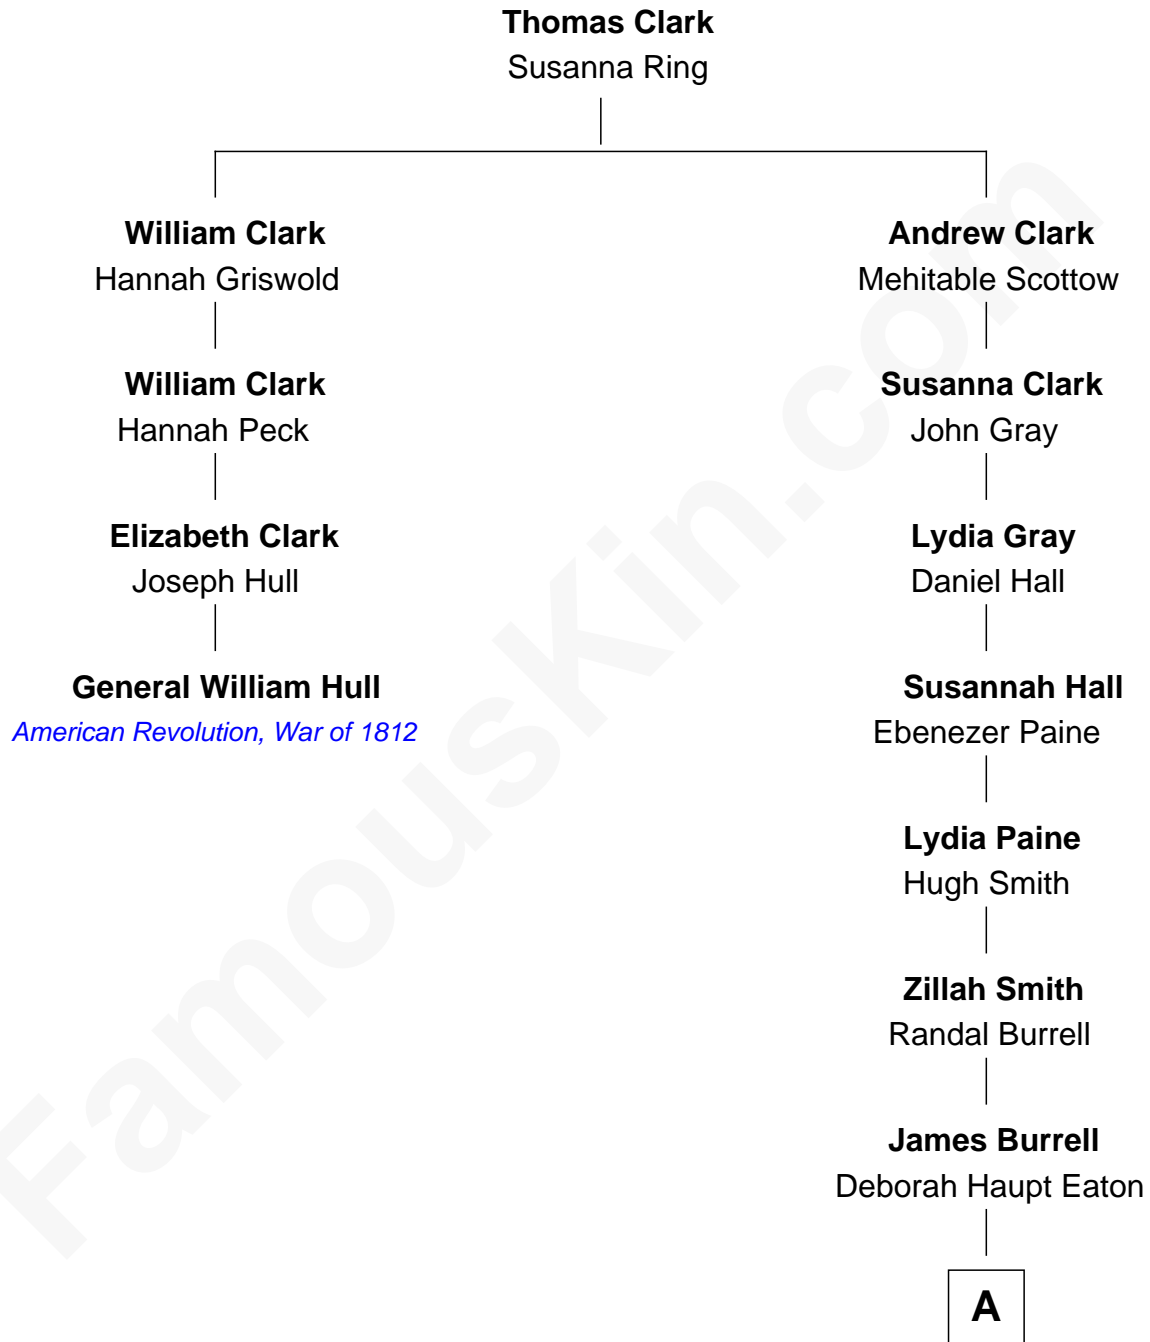 Thomas Clark
Susanna Ring
William Clark
Hannah Griswold
William Clark
Hannah Peck
Elizabeth Clark
Joseph Hull
General William Hull
American Revolution, War of 1812
Andrew Clark
Mehitable Scottow
Susanna Clark
John Gray
Lydia Gray
Daniel Hall
Susannah Hall
Ebenezer Paine
Lydia Paine
Hugh Smith
Zillah Smith
Randal Burrell
James Burrell
Deborah Haupt Eaton
A
FamousKin.com